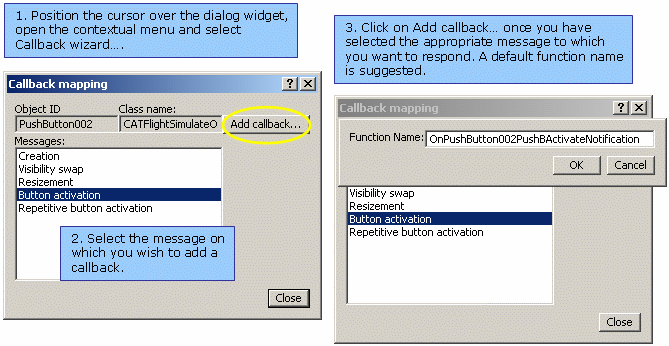 1. Position the cursor over the dialog widget,
open the contextual menu and select
Callback wizard….
Callback mapping
Object ID
Class name:
PushButton002
CATFlightSimulateO
Add callback...
Messages:
Creation
Visibility swap
Resizement
Button activation
Repetitive button activation
2. Select the message on
which you wish to add a
callback.
Close
3. Click on Add callback… once you have
selected the appropriate message to which
you want to respond. A default function name
is suggested.
Callback mapping
Function Name:
OnPushButton002PushBActivateNotification
OK
Cancel
Visibility swap
Resizement
Button activation
Repetitive button activation
Close